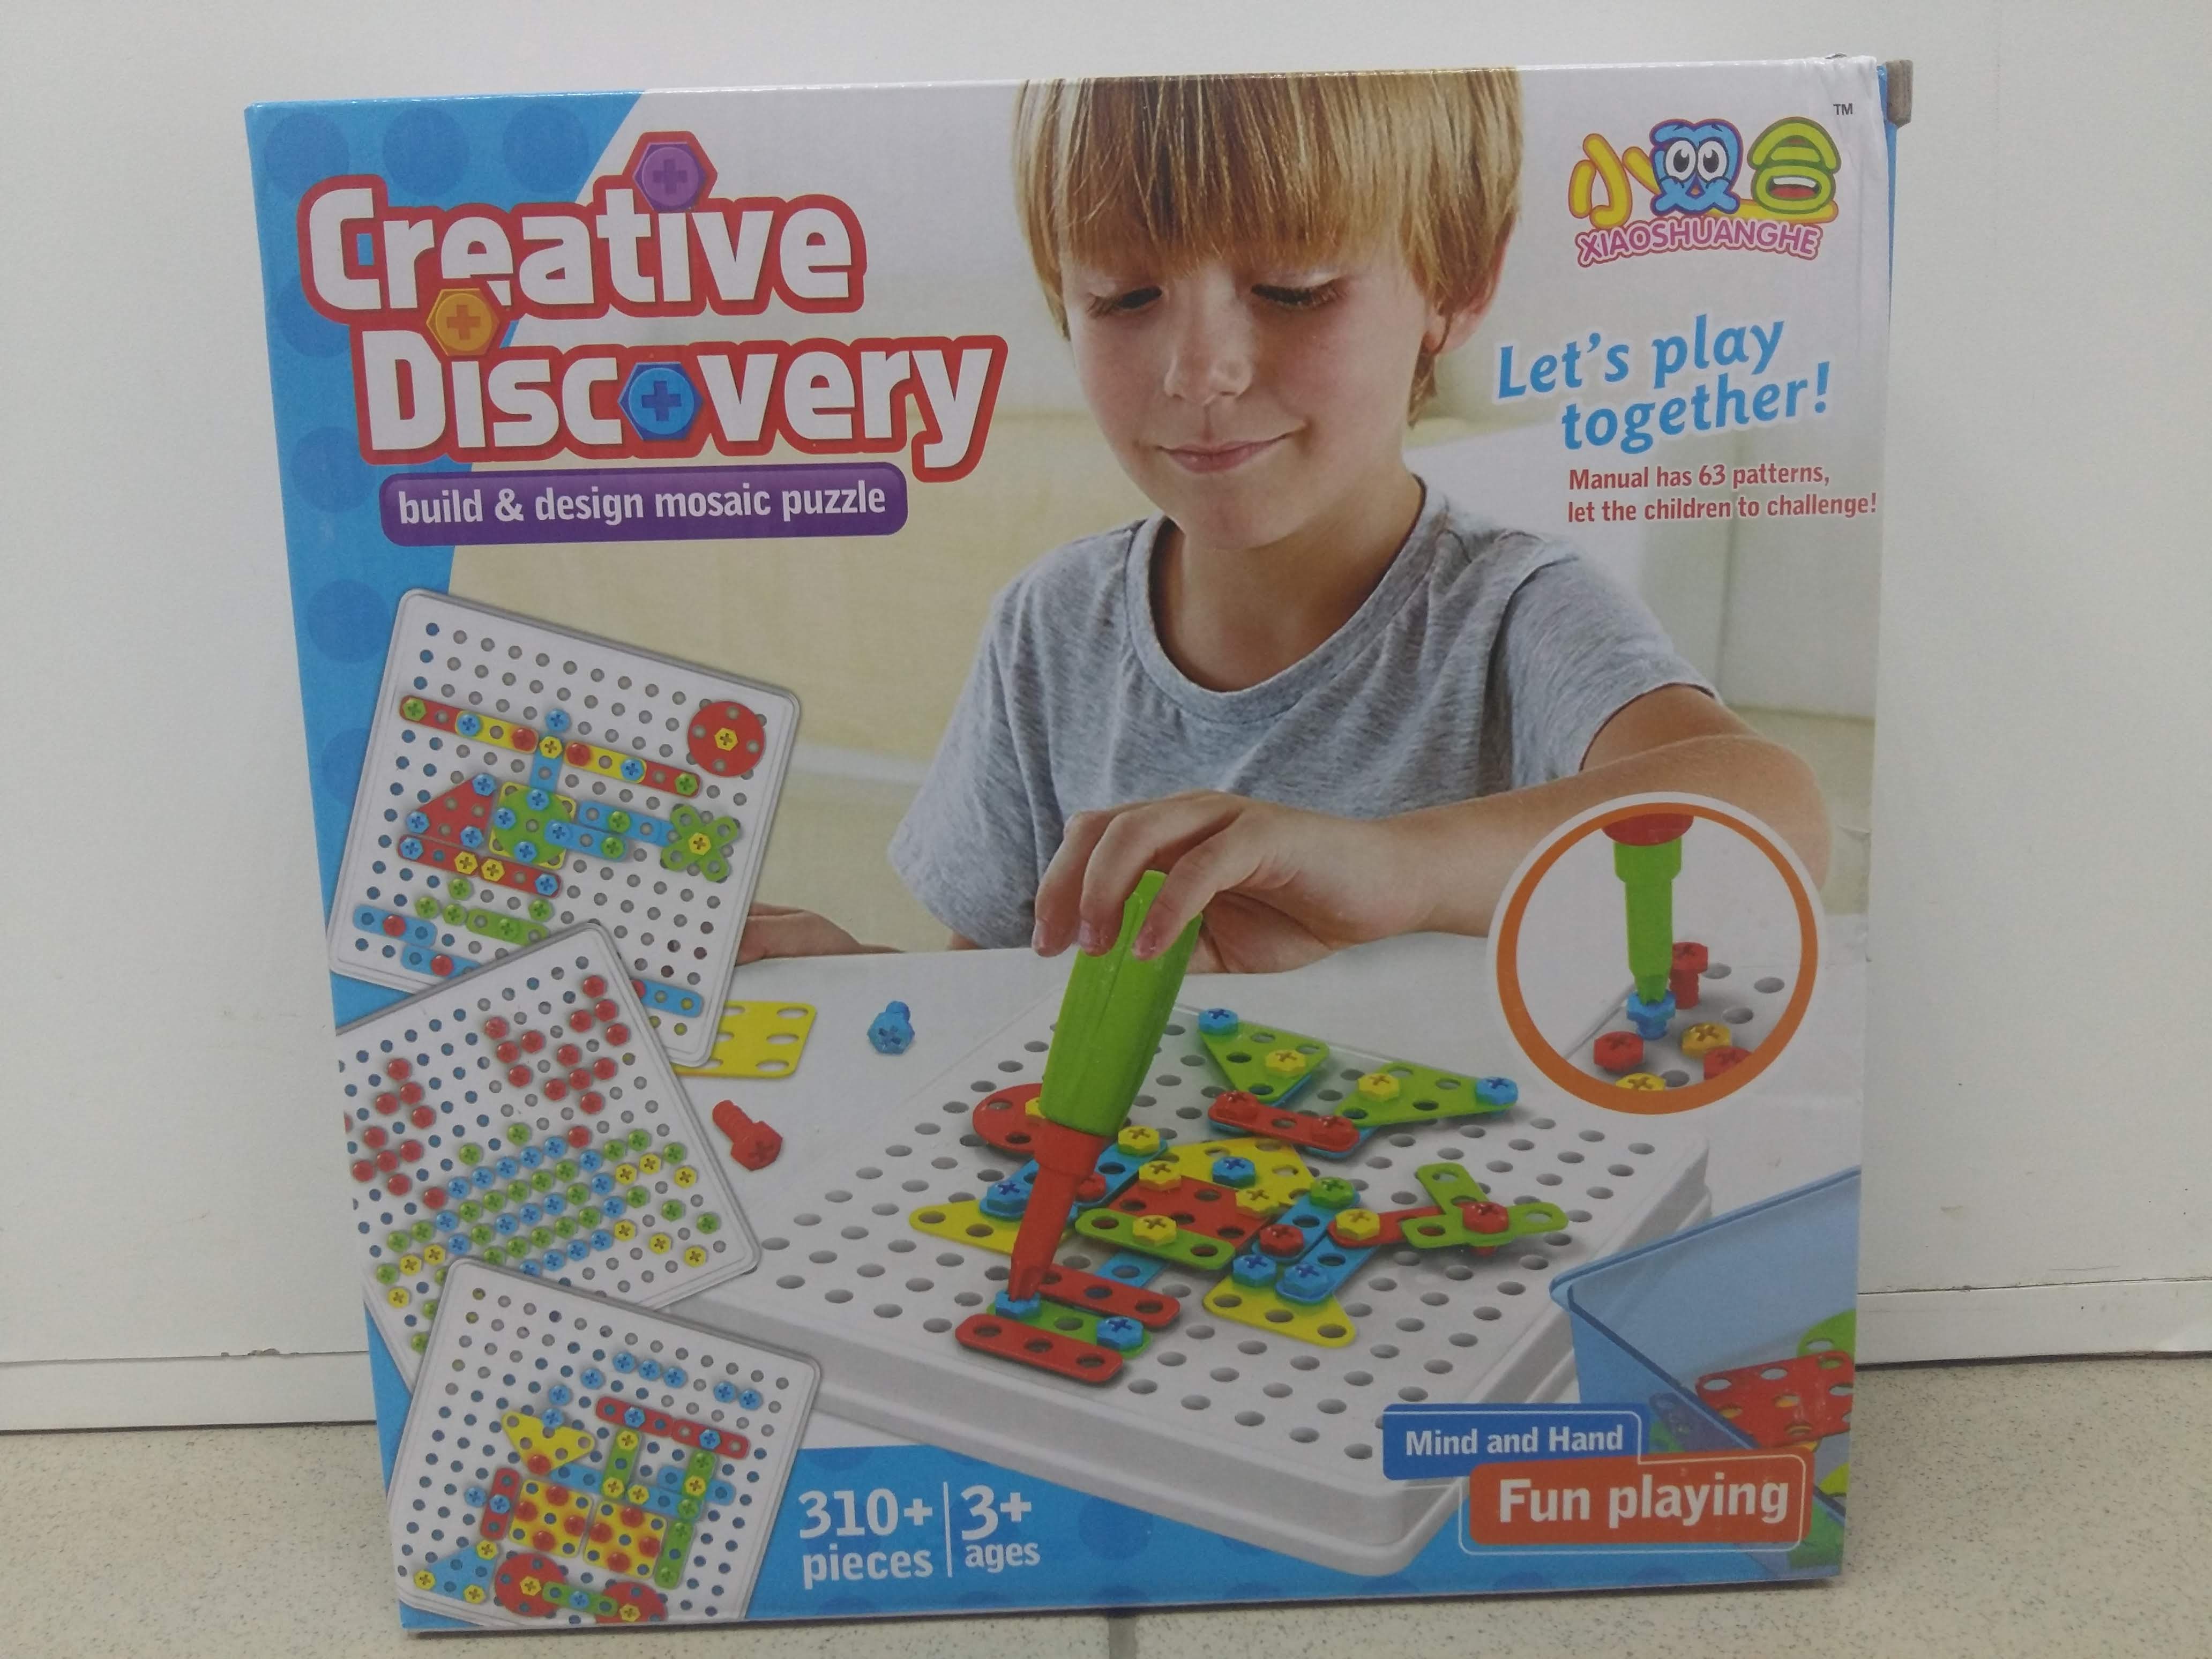 Creative
Discovery
build & design mosaic puzzle
小双合
TM
XIAOSHUANGHE
Let's play
together!
Manual has 63 patterns,
let the children to challenge!
310+
pieces
3+
ages
Mind and Hand
Fun playing